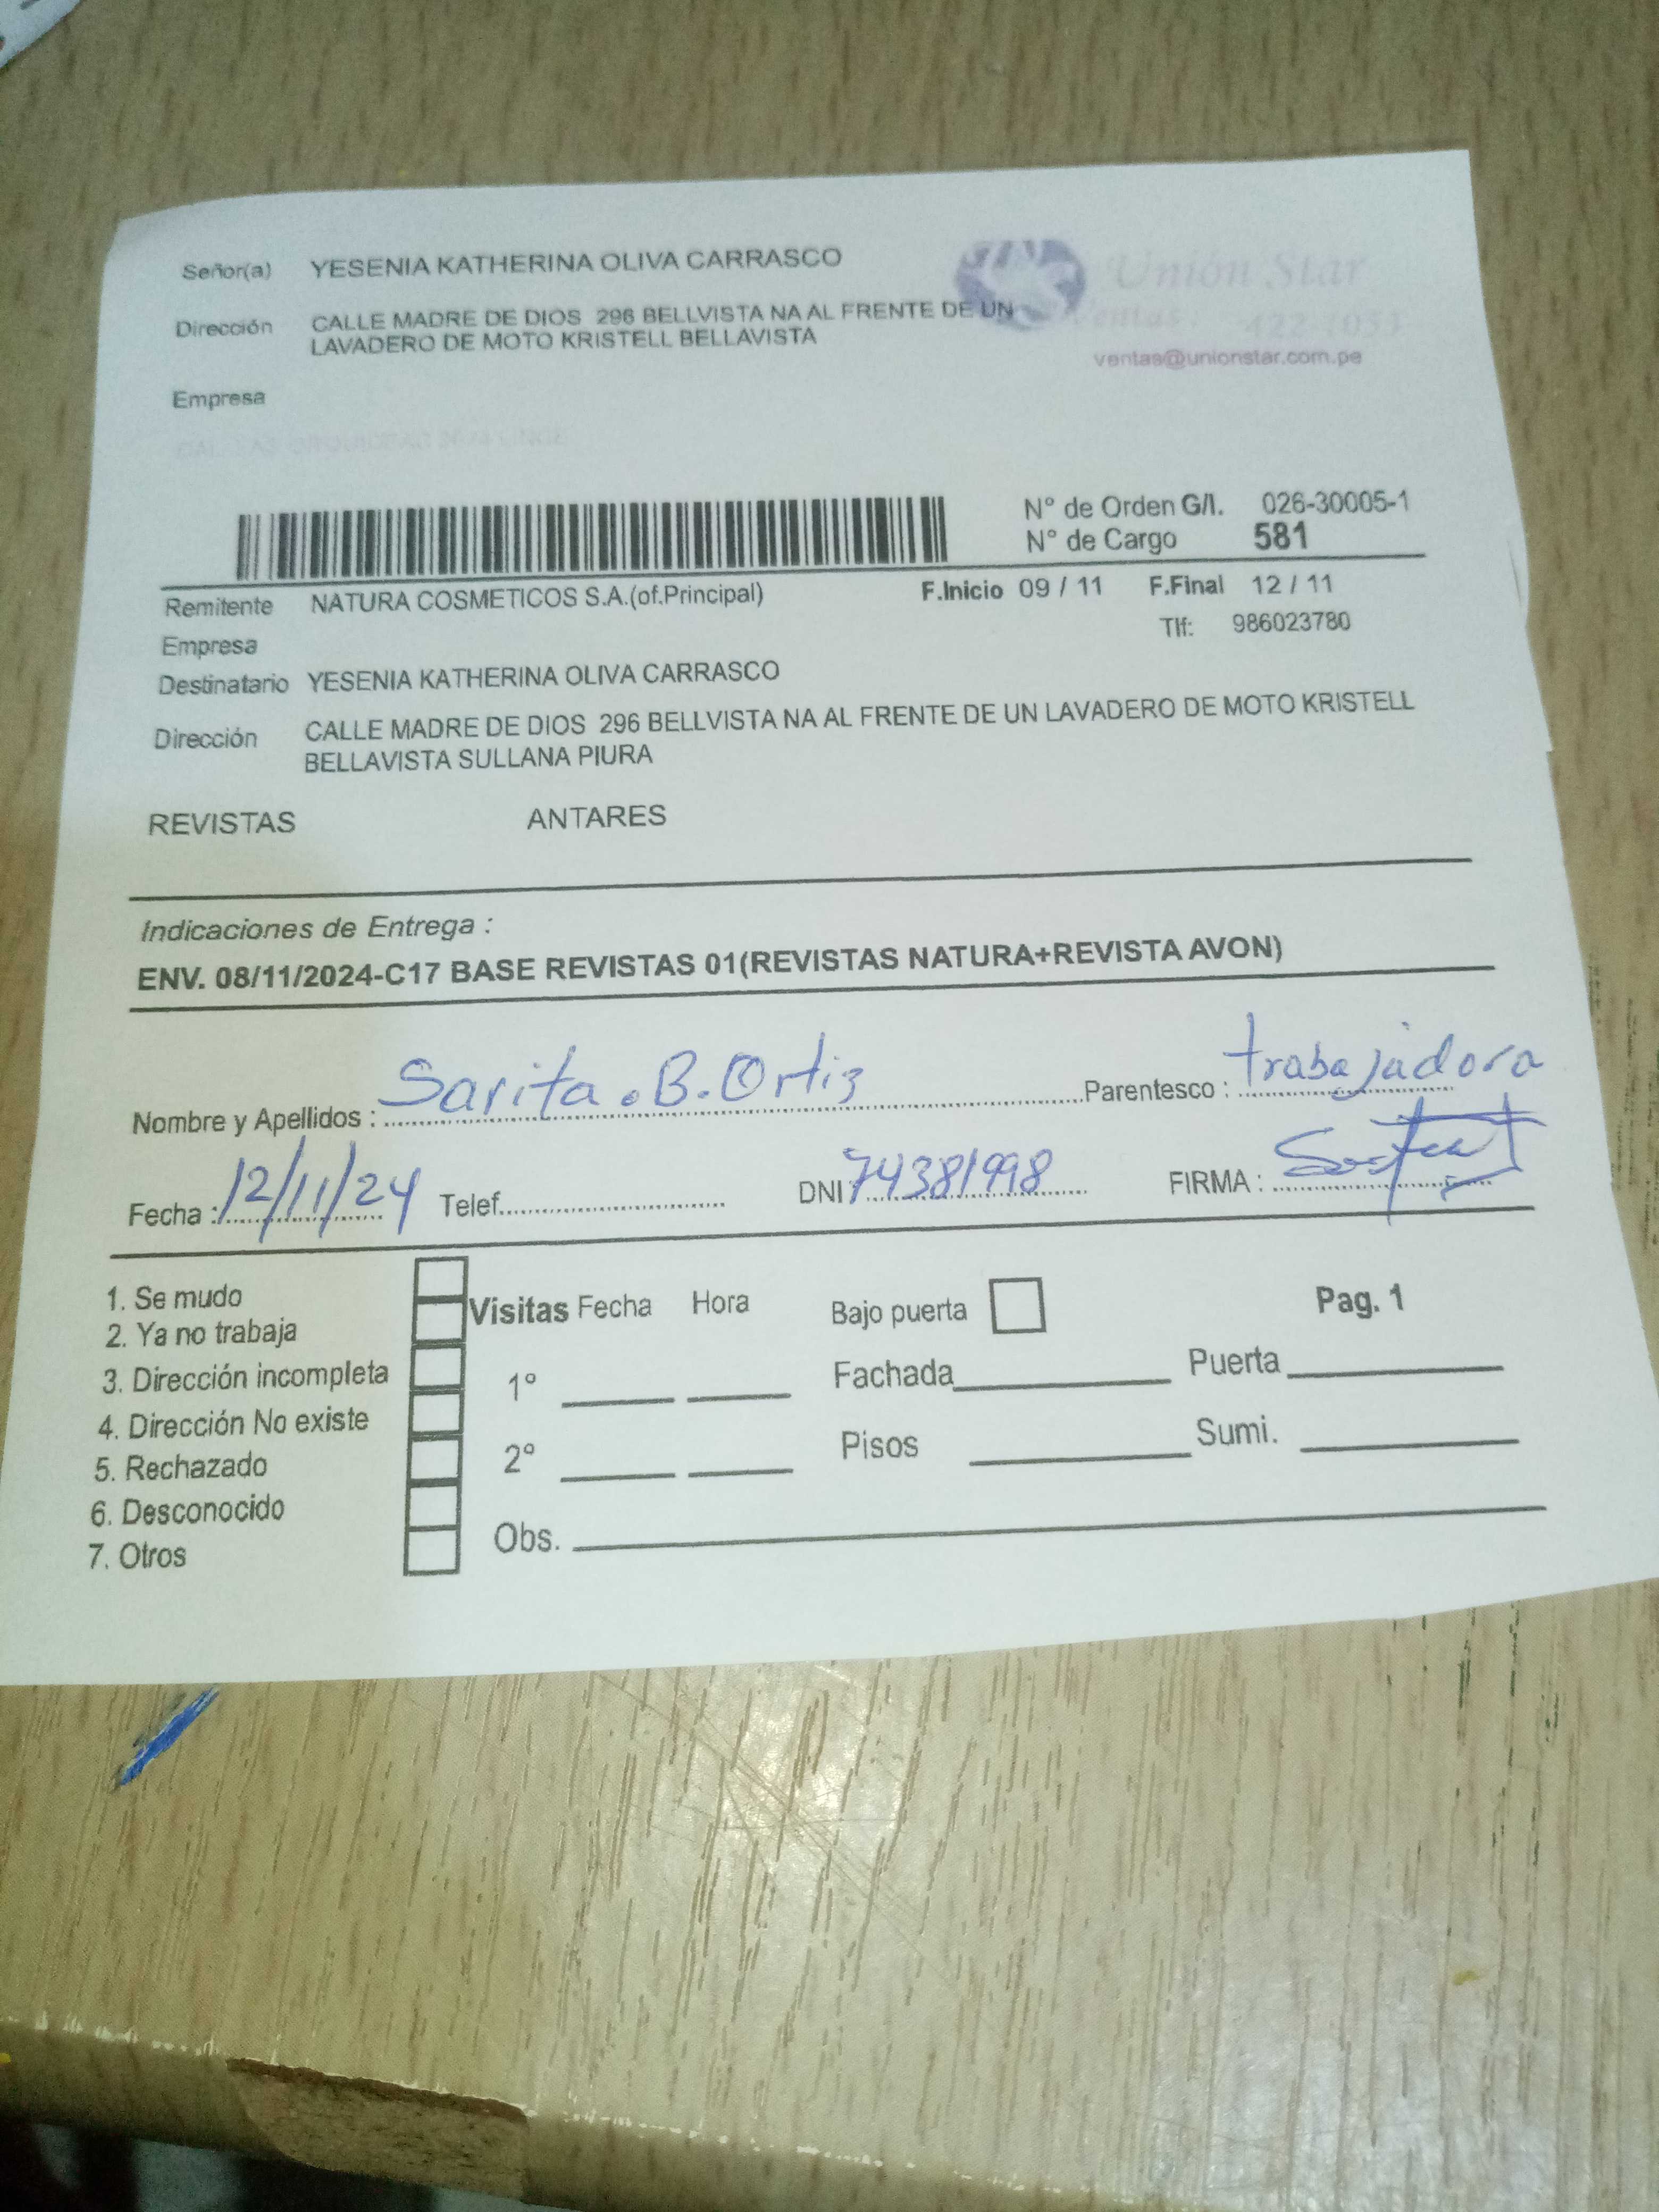 Señor(a) YESENIA KATHERINA OLIVA CARRASCO
Unión Star
Dirección CALLE MADRE DE DIOS 296 BELLVISTA NA AL FRENTE DE UN
LAVADERO DE MOTO KRISTELL BELLAVISTA
Ventas
ventas@unionstar.com.pe
Empresa
Nº de Orden G/I. 026-30005-1
Nº de Cargo 581
Remitente NATURA COSMETICOS S.A.(of.Principal) F.Inicio 09 / 11 F.Final 12 / 11
Empresa Tlf: 986023780
Destinatario YESENIA KATHERINA OLIVA CARRASCO
Dirección CALLE MADRE DE DIOS 296 BELLVISTA NA AL FRENTE DE UN LAVADERO DE MOTO KRISTELL
BELLAVISTA SULLANA PIURA
REVISTAS ANTARES
Indicaciones de Entrega :
ENV. 08/11/2024-C17 BASE REVISTAS 01(REVISTAS NATURA+REVISTA AVON)
Nombre y Apellidos : Sarita . B. Ortiz Parentesco : trabajadora
Fecha : 12/11/24 Telef. DNI 74381998 FIRMA :
1. Se mudo
2. Ya no trabaja
3. Dirección incompleta
4. Dirección No existe
5. Rechazado
6. Desconocido
7. Otros
Visitas Fecha Hora Bajo puerta Pag. 1
1º Fachada Puerta
2º Pisos Sumi.
Obs.